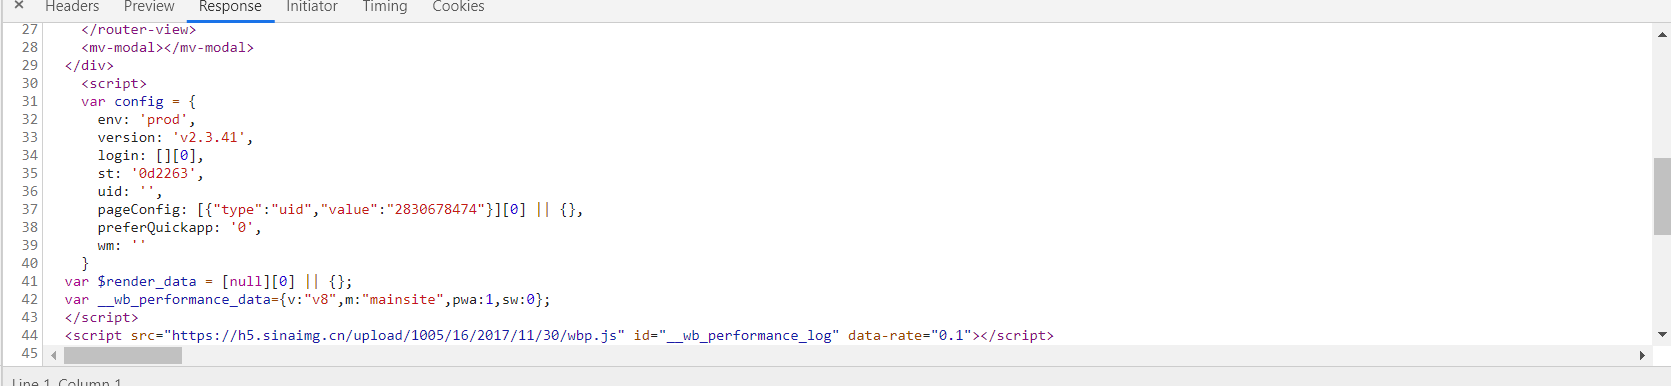 × Headers Preview Response Initiator Timing Cookies
27 </router-view>
28 <mv-modal></mv-modal>
29 </div>
30 <script>
31 var config = {
32 env: 'prod',
33 version: 'v2.3.41',
34 login: [][0],
35 st: '0d2263',
36 uid: '',
37 pageConfig: [{"type":"uid","value":"2830678474"}][0] || {},
38 preferQuickapp: '0',
39 wm: ''
40 }
41 var $render_data = [null][0] || {};
42 var __wb_performance_data={v:"v8",m:"mainsite",pwa:1,sw:0};
43 </script>
44 <script src="https://h5.sinaimg.cn/upload/1005/16/2017/11/30/wbp.js" id="__wb_performance_log" data-rate="0.1"></script>
45
Line 1, Column 1